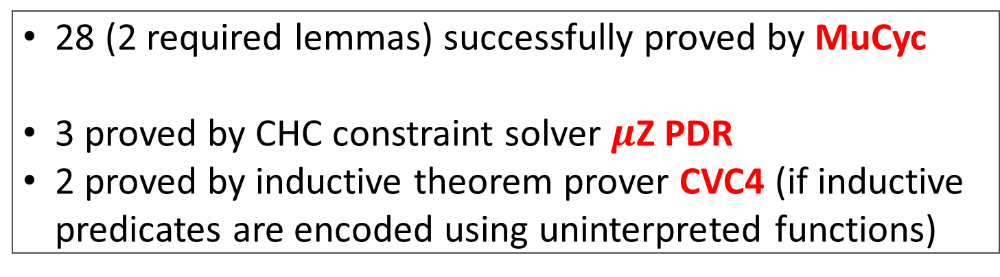 • 28 (2 required lemmas) successfully proved by MuCyc
• 3 proved by CHC constraint solver 𝝁Z PDR
• 2 proved by inductive theorem prover CVC4 (if inductive
predicates are encoded using uninterpreted functions)